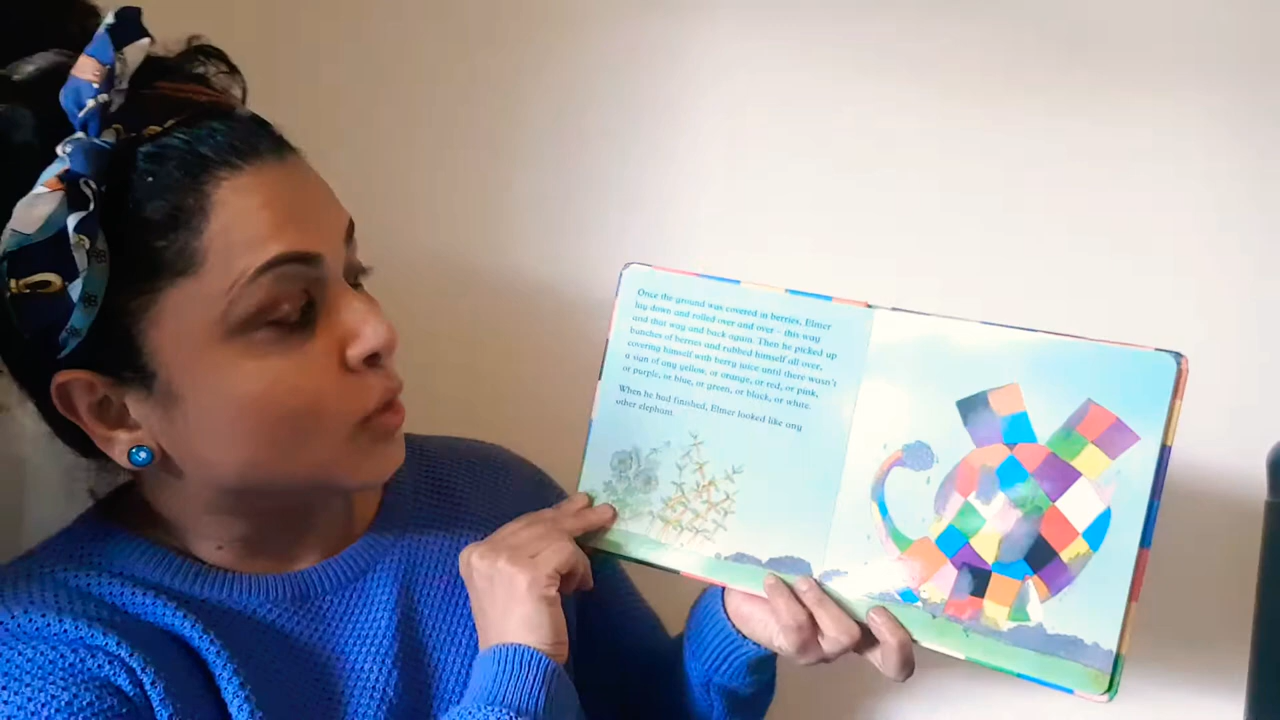 Once the ground was covered in berries, Elmer
lay down and rolled over and over – this way
and that way and back again. Then he picked up
bunches of berries and rubbed himself all over,
covering himself with berry juice until there wasn't
a sign of any yellow, or orange, or red, or pink,
or purple, or blue, or green, or black, or white.
When he had finished, Elmer looked like any
other elephant.